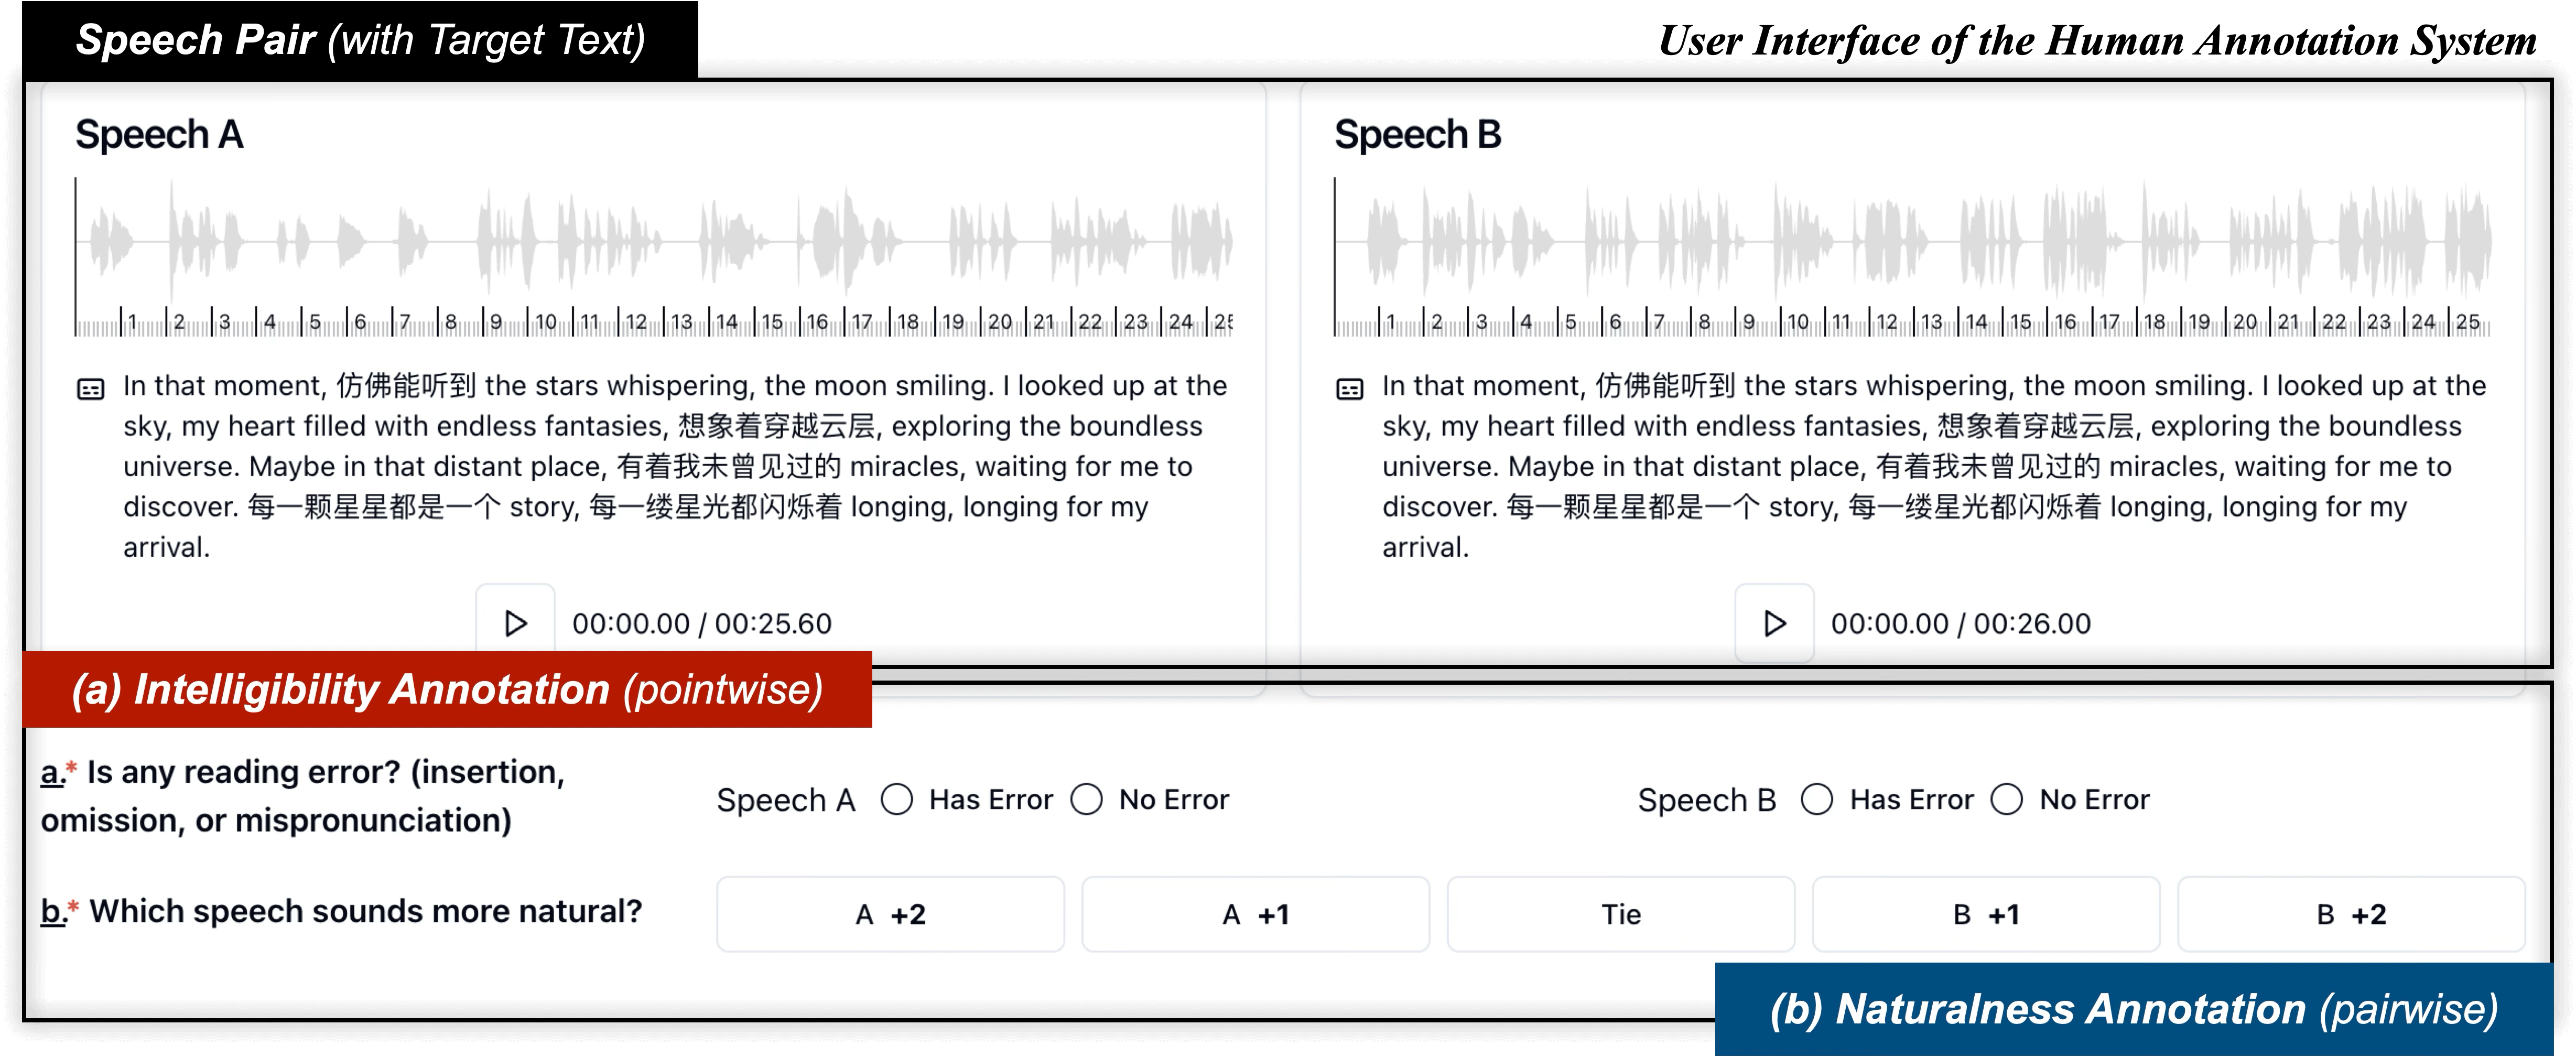 Speech Pair (with Target Text)
User Interface of the Human Annotation System
Speech A
1 2 3 4 5 6 7 8 9 10 11 12 13 14 15 16 17 18 19 20 21 22 23 24 25
In that moment, 仿佛能听到 the stars whispering, the moon smiling. I looked up at the
sky, my heart filled with endless fantasies, 想象着穿越云层, exploring the boundless
universe. Maybe in that distant place, 有着我未曾见过的 miracles, waiting for me to
discover. 每一颗星星都是一个 story, 每一缕星光都闪烁着 longing, longing for my
arrival.
00:00.00 / 00:25.60
Speech B
1 2 3 4 5 6 7 8 9 10 11 12 13 14 15 16 17 18 19 20 21 22 23 24 25
In that moment, 仿佛能听到 the stars whispering, the moon smiling. I looked up at the
sky, my heart filled with endless fantasies, 想象着穿越云层, exploring the boundless
universe. Maybe in that distant place, 有着我未曾见过的 miracles, waiting for me to
discover. 每一颗星星都是一个 story, 每一缕星光都闪烁着 longing, longing for my
arrival.
00:00.00 / 00:26.00
(a) Intelligibility Annotation (pointwise)
a.* Is any reading error? (insertion,
omission, or mispronunciation)
Speech A Has Error No Error
Speech B Has Error No Error
b.* Which speech sounds more natural?
A +2
A +1
Tie
B +1
B +2
(b) Naturalness Annotation (pairwise)